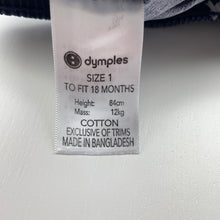 dymples
SIZE 1
TO FIT 18 MONTHS
Height: 84cm
Mass: 12kg
COTTON
EXCLUSIVE OF TRIMS
MADE IN BANGLADESH